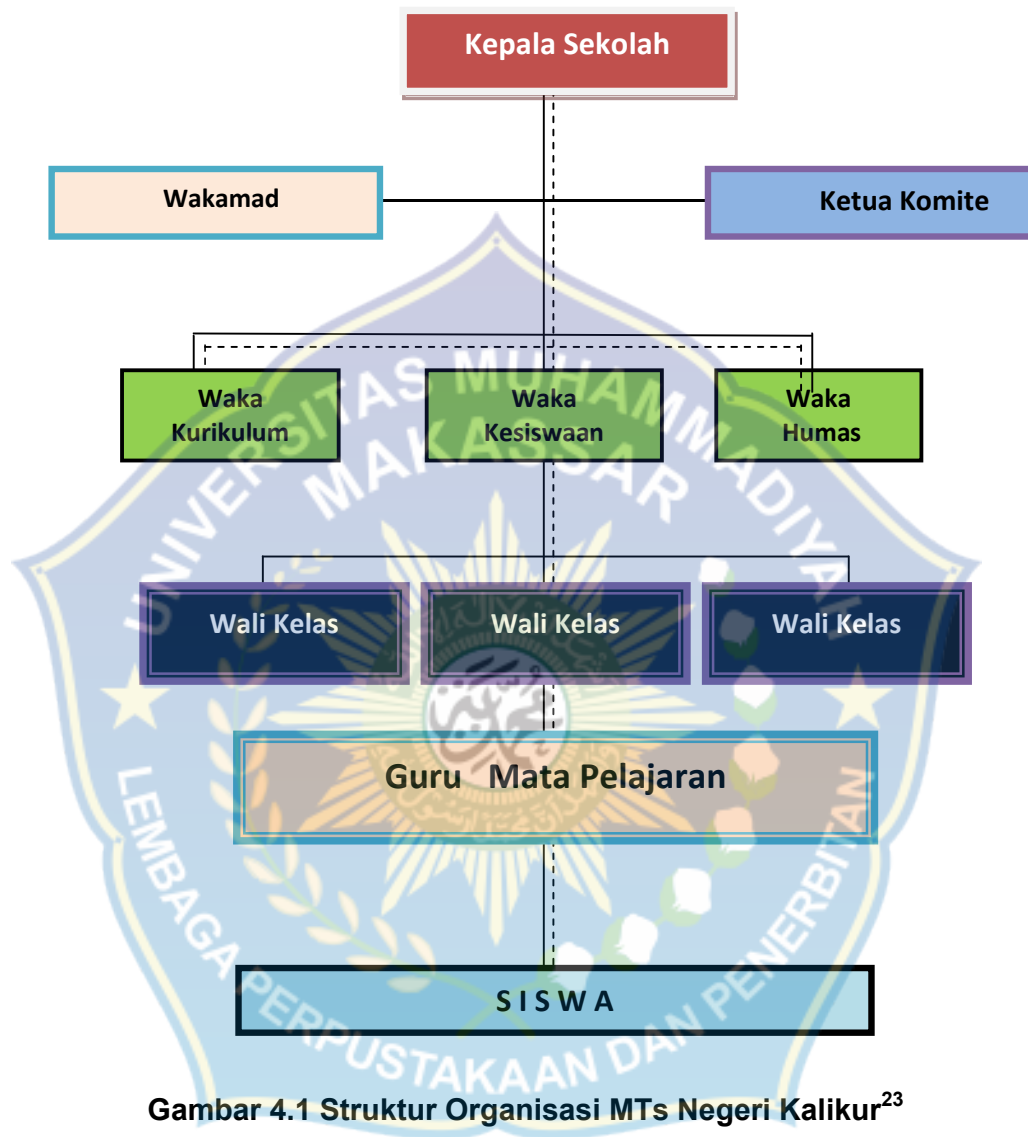 Kepala Sekolah
Wakamad
Ketua Komite
UNIVERSITAS MUHAMMADIYAH
MAKASSAR
Waka
Kurikulum
Waka
Kesiswaan
Waka
Humas
Wali Kelas
Wali Kelas
Wali Kelas
Guru Mata Pelajaran
S I S W A
LEMBAGA PERPUSTAKAAN DAN PENERBITAN
Gambar 4.1 Struktur Organisasi MTs Negeri Kalikur23